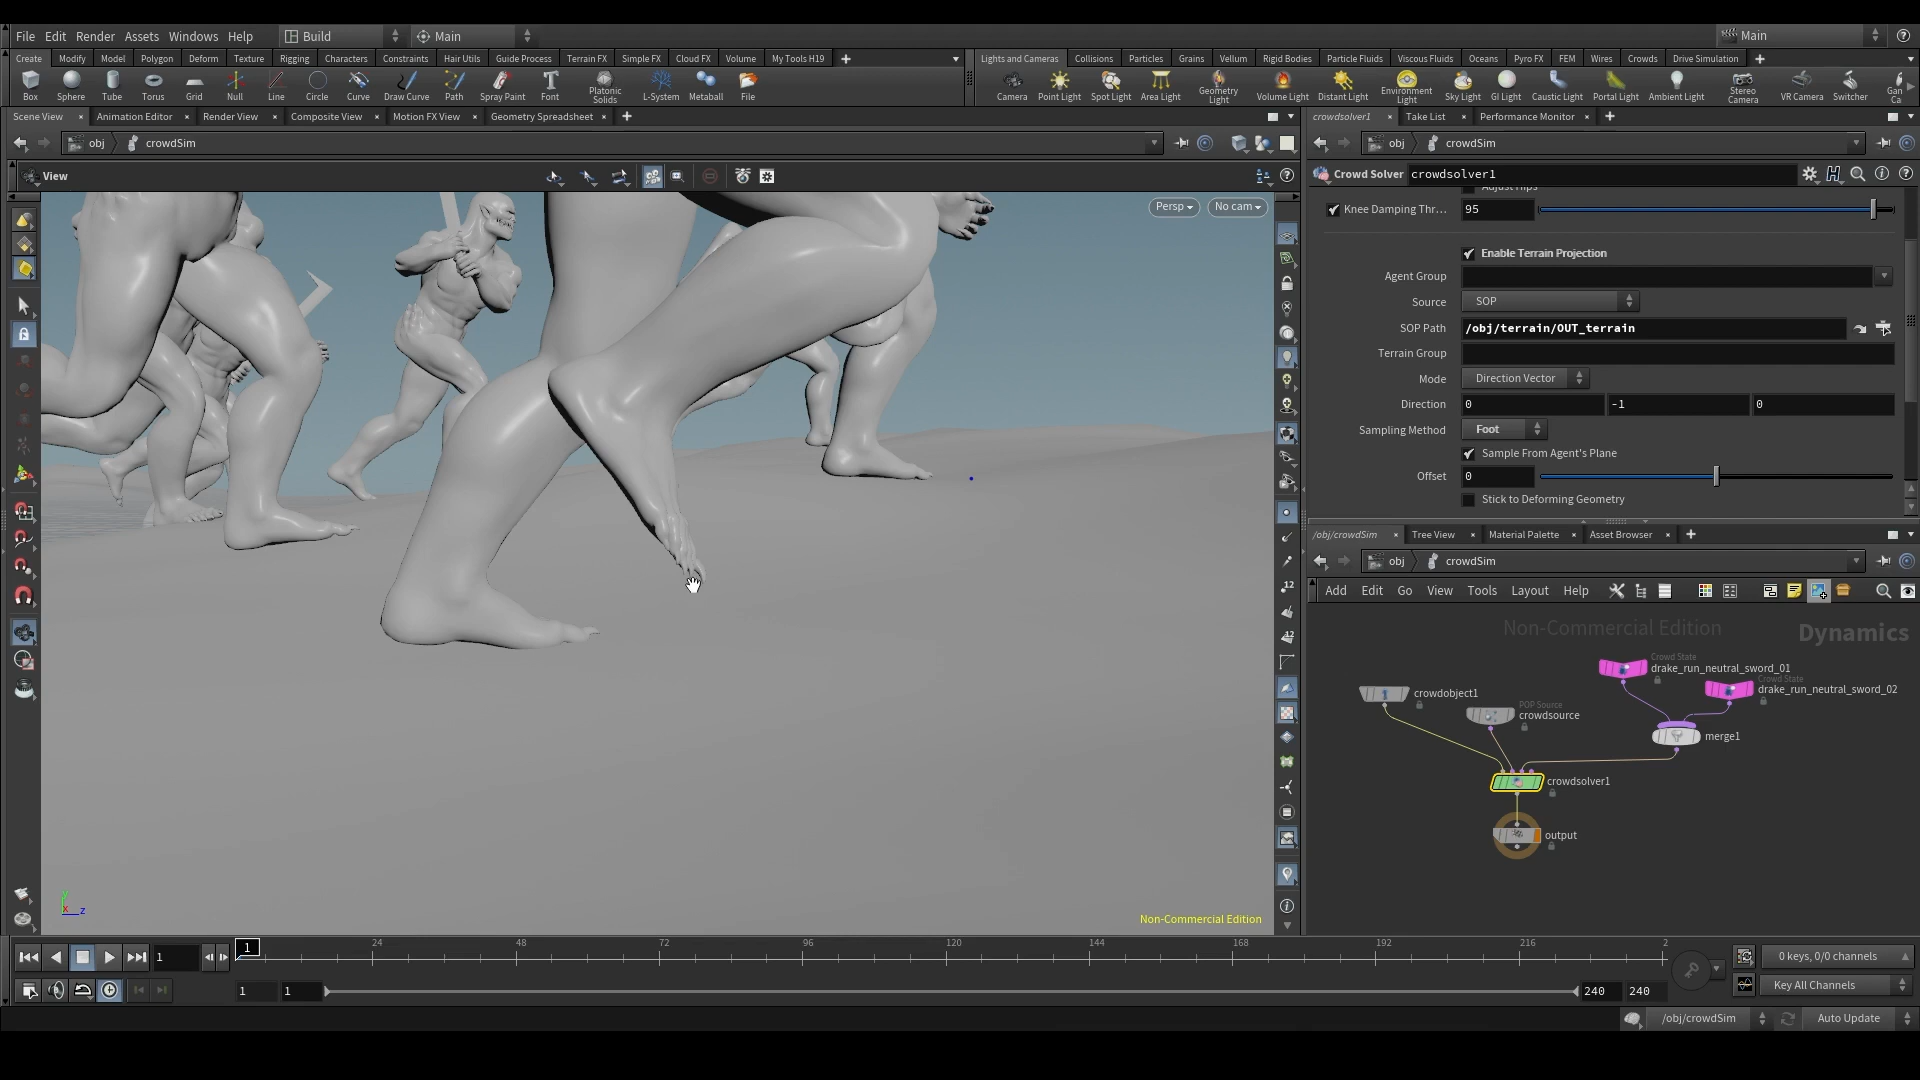 File Edit Render Assets Windows Help Build Main Main
Create Modify Model Polygon Deform Texture Rigging Characters Constraints Hair Utils Guide Process Terrain FX Simple FX Cloud FX Volume My Tools H19
Lights and Cameras Collisions Particles Grains Vellum Rigid Bodies Particle Fluids Viscous Fluids Oceans Pyro FX FEM Wires Crowds Drive Simulation
Box Sphere Tube Torus Grid Null Line Circle Curve Draw Curve Path Spray Paint Font Platonic Solids L-System Metaball File
Camera Point Light Spot Light Area Light Geometry Light Volume Light Distant Light Environment Light Sky Light GI Light Caustic Light Portal Light Ambient Light Stereo Camera VR Camera Switcher Gan Ca
Scene View Animation Editor Render View Composite View Motion FX View Geometry Spreadsheet
obj crowdSim
View
Persp No cam
Non-Commercial Edition
crowdsolver1 Take List Performance Monitor
obj crowdSim
Crowd Solver crowdsolver1
Adjust Hips
Knee Damping Thr... 95
Enable Terrain Projection
Agent Group
Source SOP
SOP Path /obj/terrain/OUT_terrain
Terrain Group
Mode Direction Vector
Direction 0 -1 0
Sampling Method Foot
Sample From Agent's Plane
Offset 0
Stick to Deforming Geometry
/obj/crowdSim Tree View Material Palette Asset Browser
obj crowdSim
Add Edit Go View Tools Layout Help
Non-Commercial Edition Dynamics
Crowd State
drake_run_neutral_sword_01
Crowd State
drake_run_neutral_sword_02
crowdobject1
POP Source
crowdsource
merge1
crowdsolver1
output
y
x z
1 1 24 48 72 96 120 144 168 192 216 2
1 1 240 240
0 keys, 0/0 channels
Key All Channels
/obj/crowdSim Auto Update
12
12